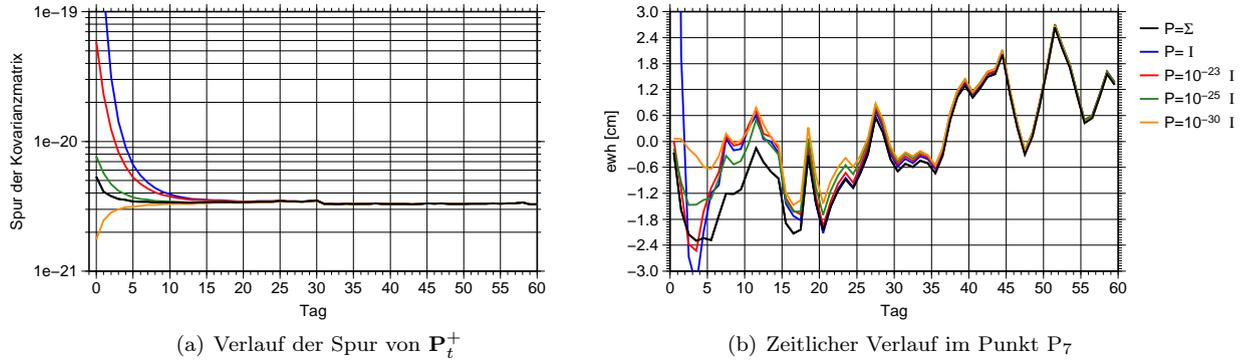 Spur der Kovarianzmatrix
1e−19
1e−20
1e−21
0 5 10 15 20 25 30 35 40 45 50 55 60
Tag
(a) Verlauf der Spur von P_t^+
ewh [cm]
3.0
2.4
1.8
1.2
0.6
0.0
−0.6
−1.2
−1.8
−2.4
−3.0
0 5 10 15 20 25 30 35 40 45 50 55 60
Tag
P=Σ
P= I
P=10⁻²³ I
P=10⁻²⁵ I
P=10⁻³⁰ I
(b) Zeitlicher Verlauf im Punkt P₇